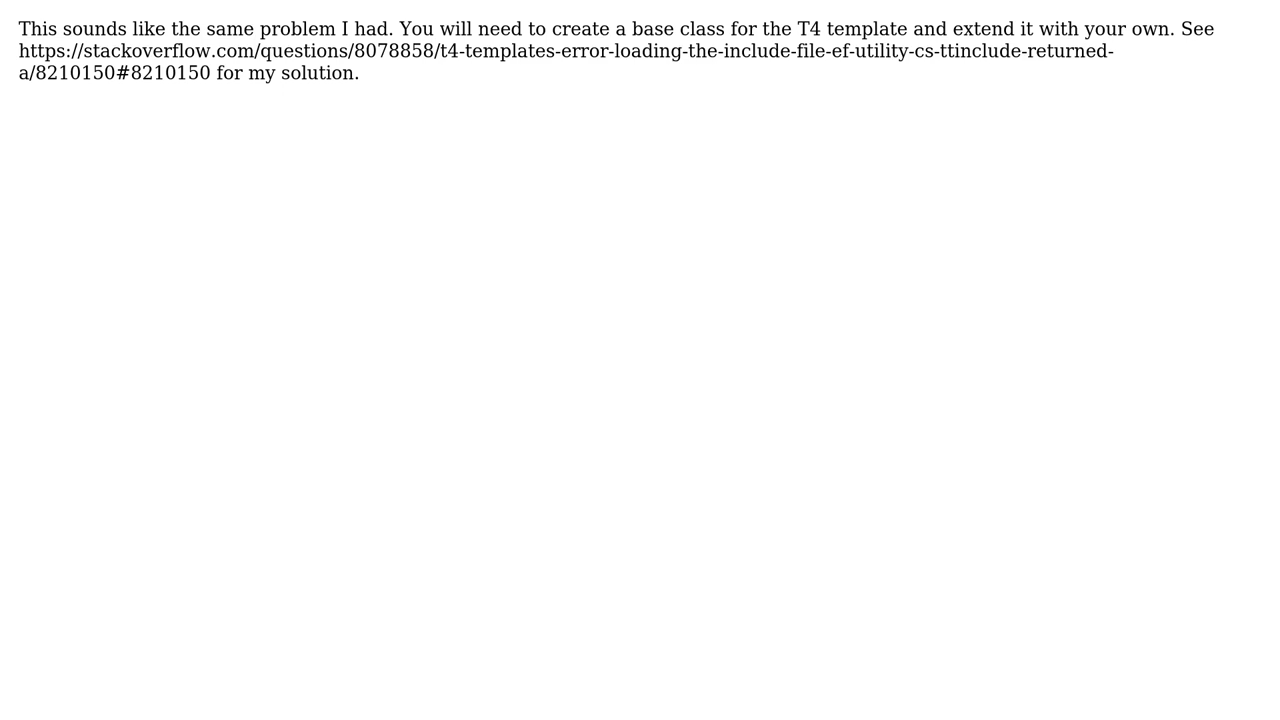 This sounds like the same problem I had. You will need to create a base class for the T4 template and extend it with your own. See
https://stackoverflow.com/questions/8078858/t4-templates-error-loading-the-include-file-ef-utility-cs-ttinclude-returned-
a/8210150#8210150 for my solution.